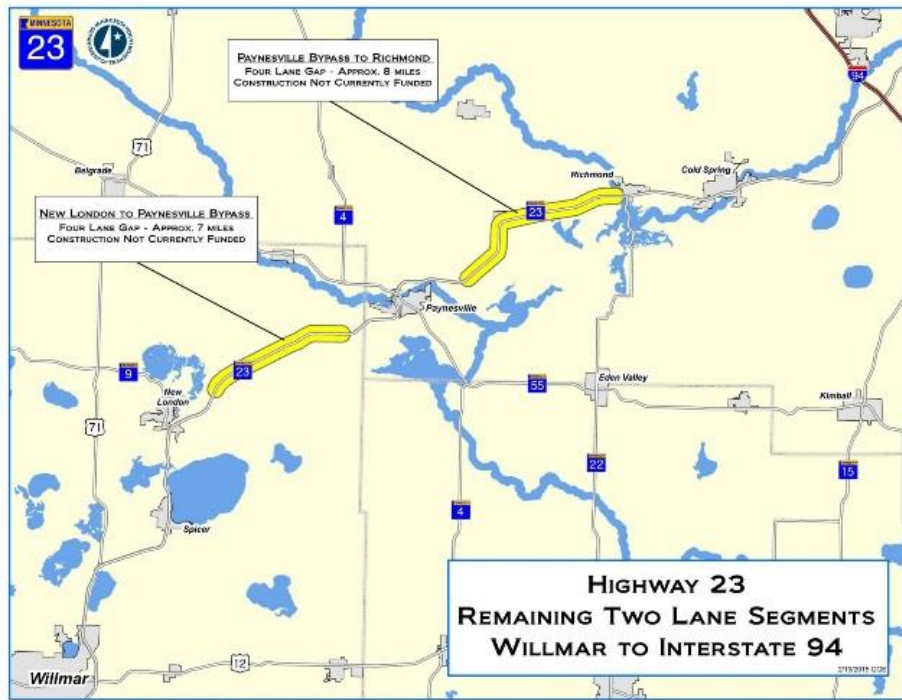 MINNESOTA
23
PAYNESVILLE BYPASS TO RICHMOND
FOUR LANE GAP - APPROX. 8 MILES
CONSTRUCTION NOT CURRENTLY FUNDED
94
71
Belgrade
Richmond
Cold Spring
NEW LONDON TO PAYNESVILLE BYPASS
FOUR LANE GAP - APPROX. 7 MILES
CONSTRUCTION NOT CURRENTLY FUNDED
4
23
Paynesville
9
23
55
Eden Valley
New
London
Kimball
71
22
15
4
Spicer
HIGHWAY 23
REMAINING TWO LANE SEGMENTS
WILLMAR TO INTERSTATE 94
12
Willmar